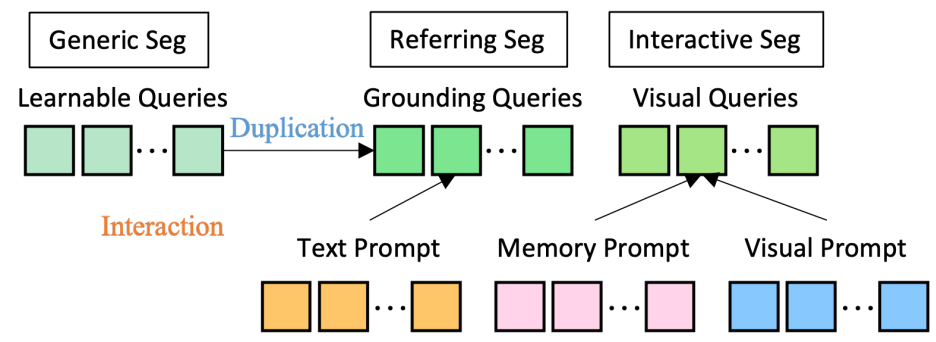 Generic Seg
Referring Seg
Interactive Seg
Learnable Queries
Grounding Queries
Visual Queries
Duplication
Interaction
Text Prompt
Memory Prompt
Visual Prompt